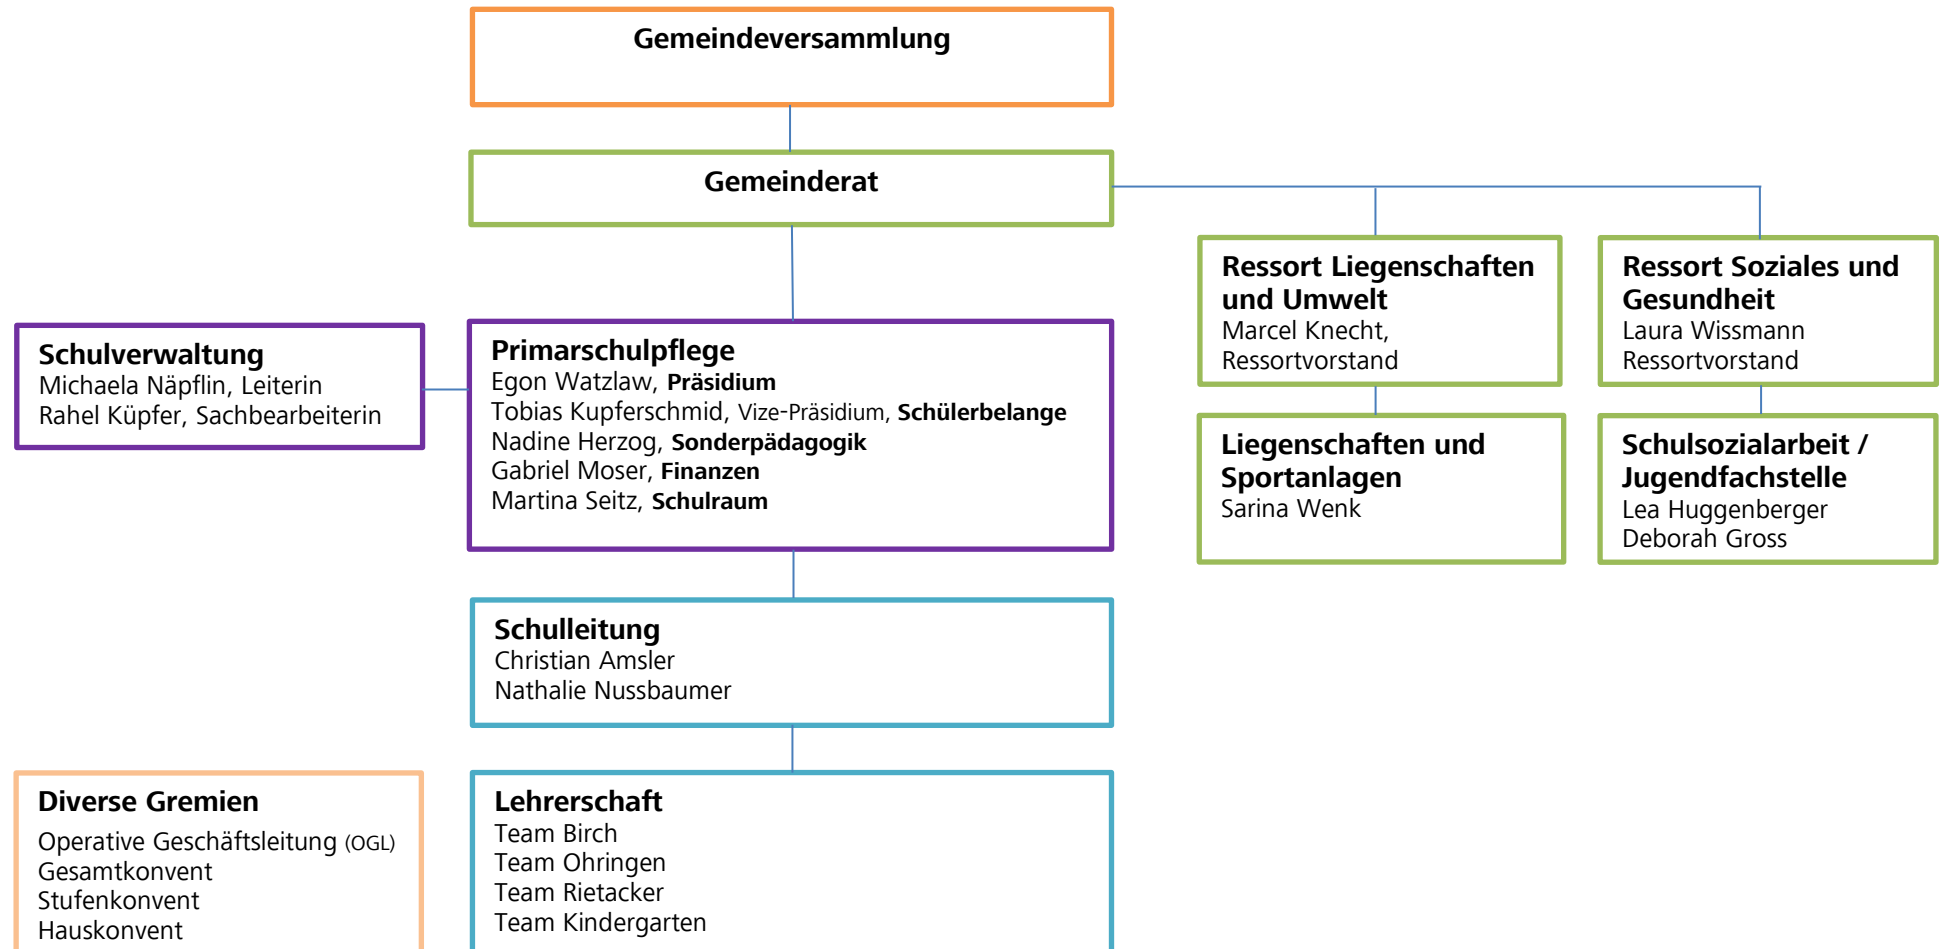 Gemeindeversammlung
Gemeinderat
Ressort Liegenschaften
und Umwelt
Marcel Knecht,
Ressortvorstand
Ressort Soziales und
Gesundheit
Laura Wissmann
Ressortvorstand
Schulverwaltung
Michaela Näpflin, Leiterin
Rahel Küpfer, Sachbearbeiterin
Primarschulpflege
Egon Watzlaw, Präsidium
Tobias Kupferschmid, Vize-Präsidium, Schülerbelange
Nadine Herzog, Sonderpädagogik
Gabriel Moser, Finanzen
Martina Seitz, Schulraum
Liegenschaften und
Sportanlagen
Sarina Wenk
Schulsozialarbeit /
Jugendfachstelle
Lea Huggenberger
Deborah Gross
Schulleitung
Christian Amsler
Nathalie Nussbaumer
Diverse Gremien
Operative Geschäftsleitung (OGL)
Gesamtkonvent
Stufenkonvent
Hauskonvent
Lehrerschaft
Team Birch
Team Ohringen
Team Rietacker
Team Kindergarten